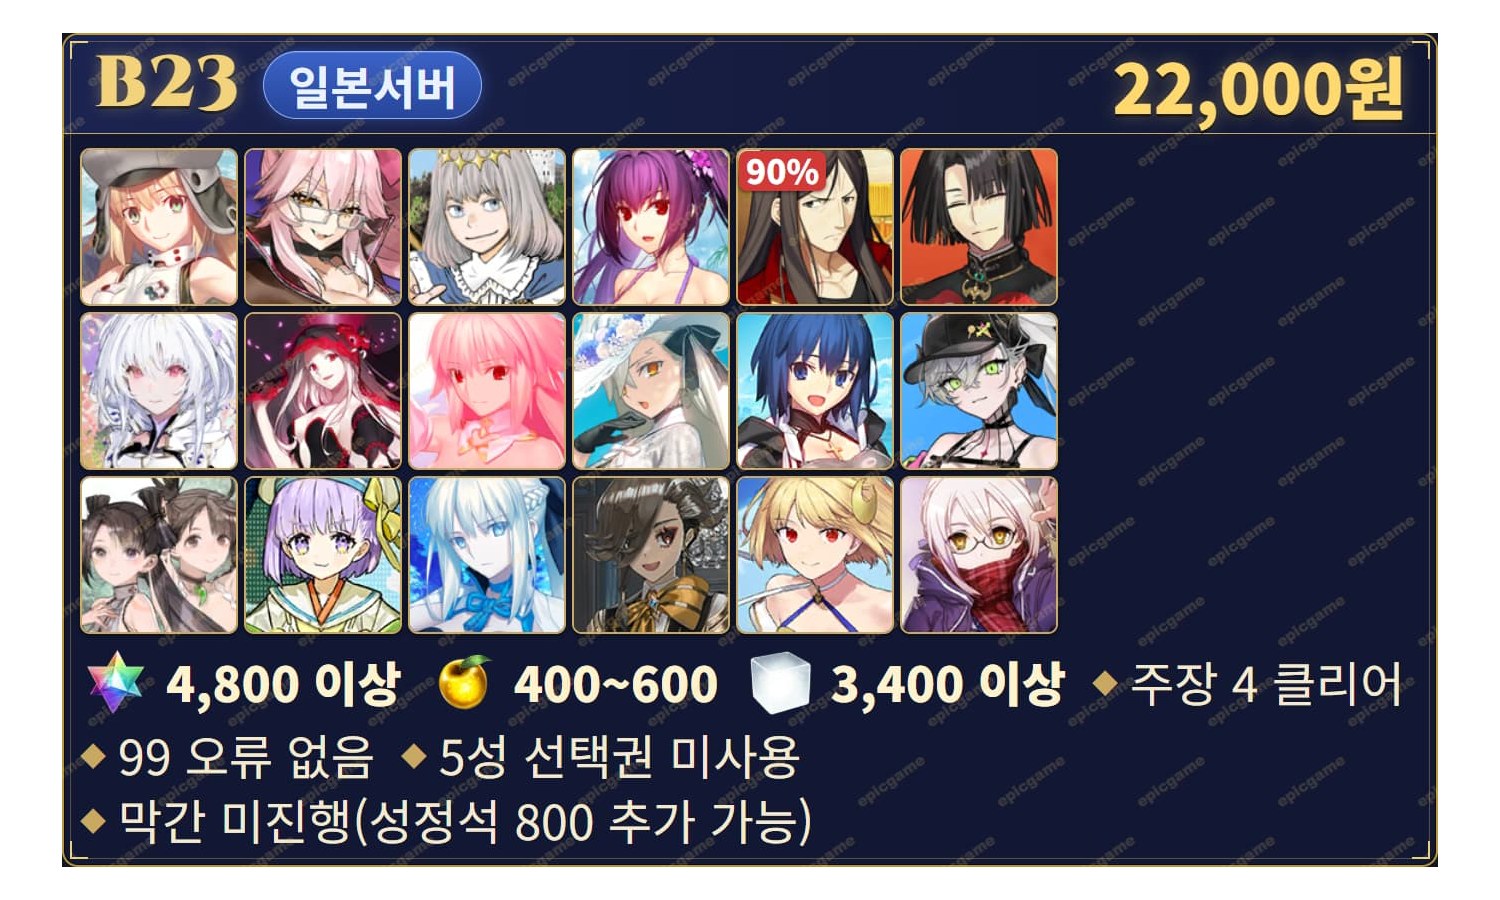 B23 일본서버 22,000원
90%
4,800 이상 400~600 3,400 이상 ◆ 주장 4 클리어
◆ 99 오류 없음 ◆ 5성 선택권 미사용
◆ 막간 미진행(성정석 800 추가 가능)
epicgame